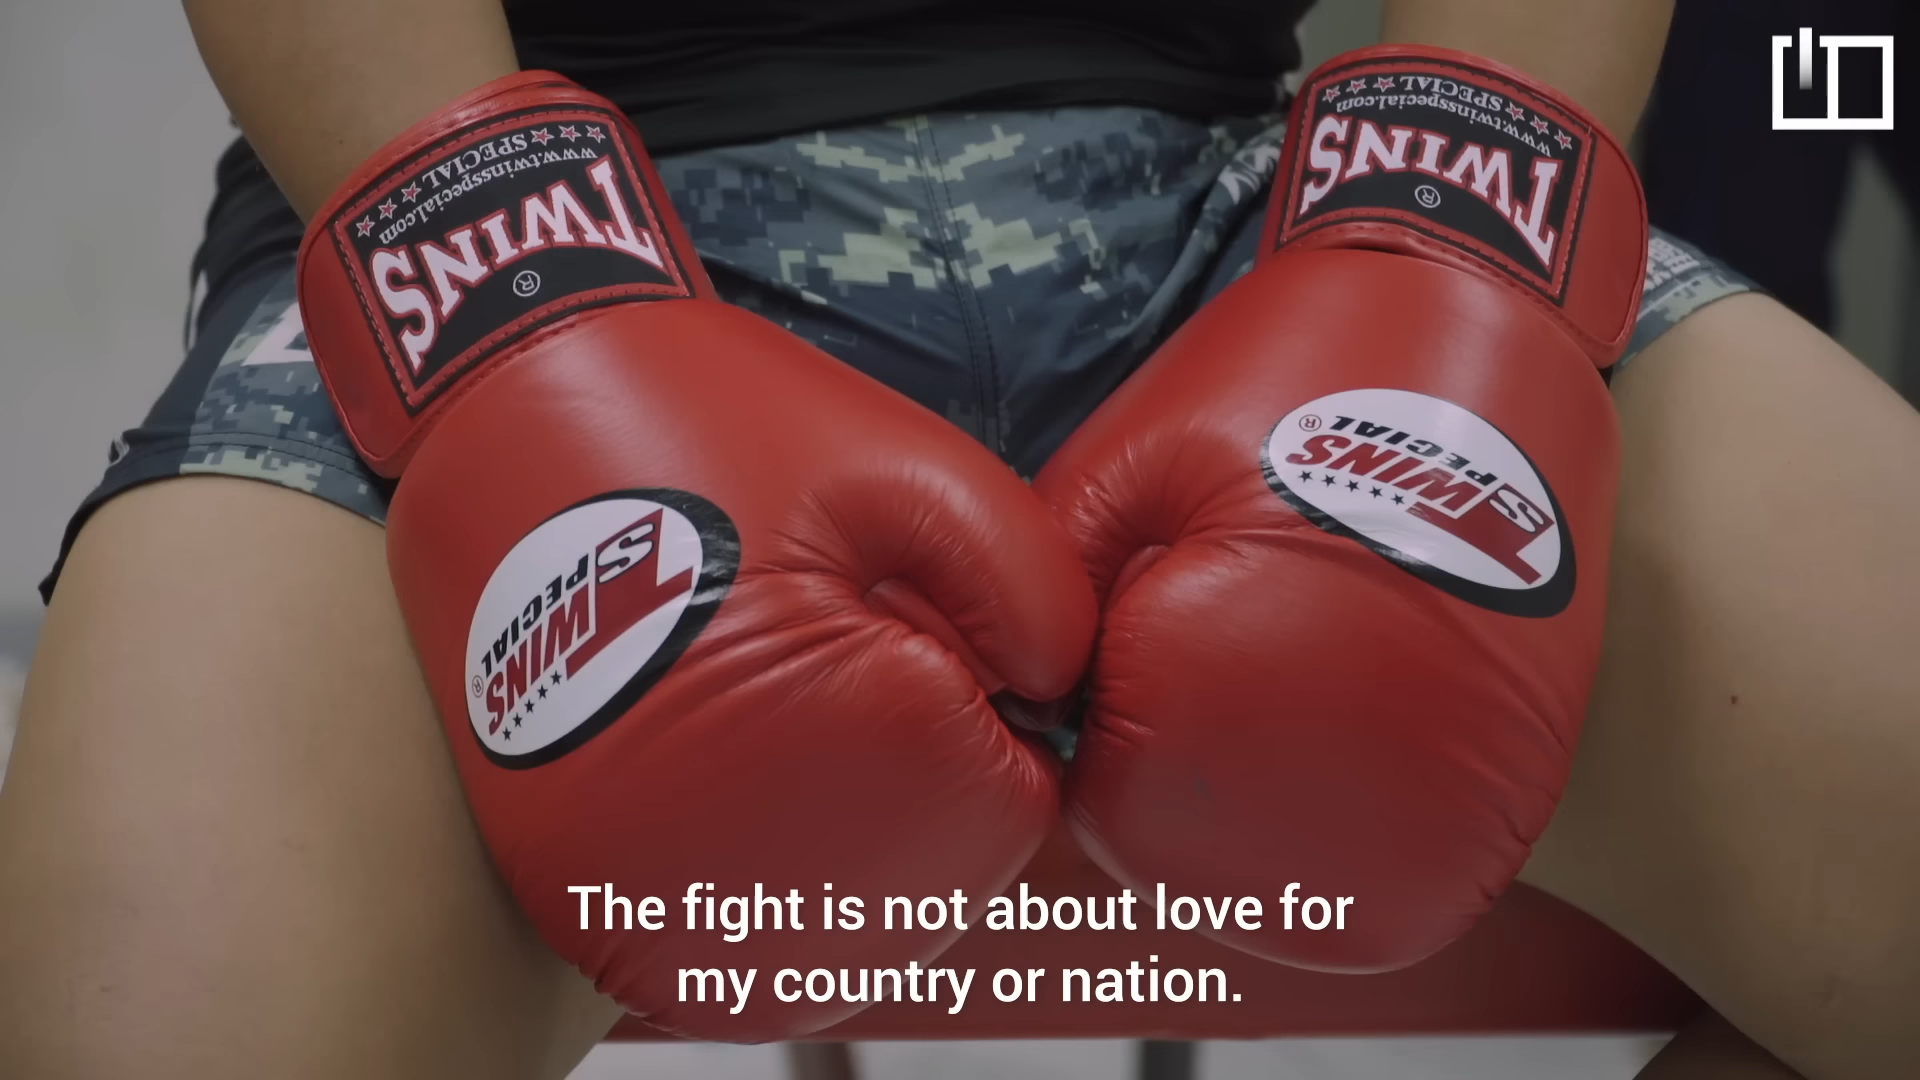 TWINS
www.twinsspecial.com
SPECIAL
TWINS
www.twinsspecial.com
SPECIAL
TWINS
SPECIAL
®
TWINS
SPECIAL
®
The fight is not about love for
my country or nation.